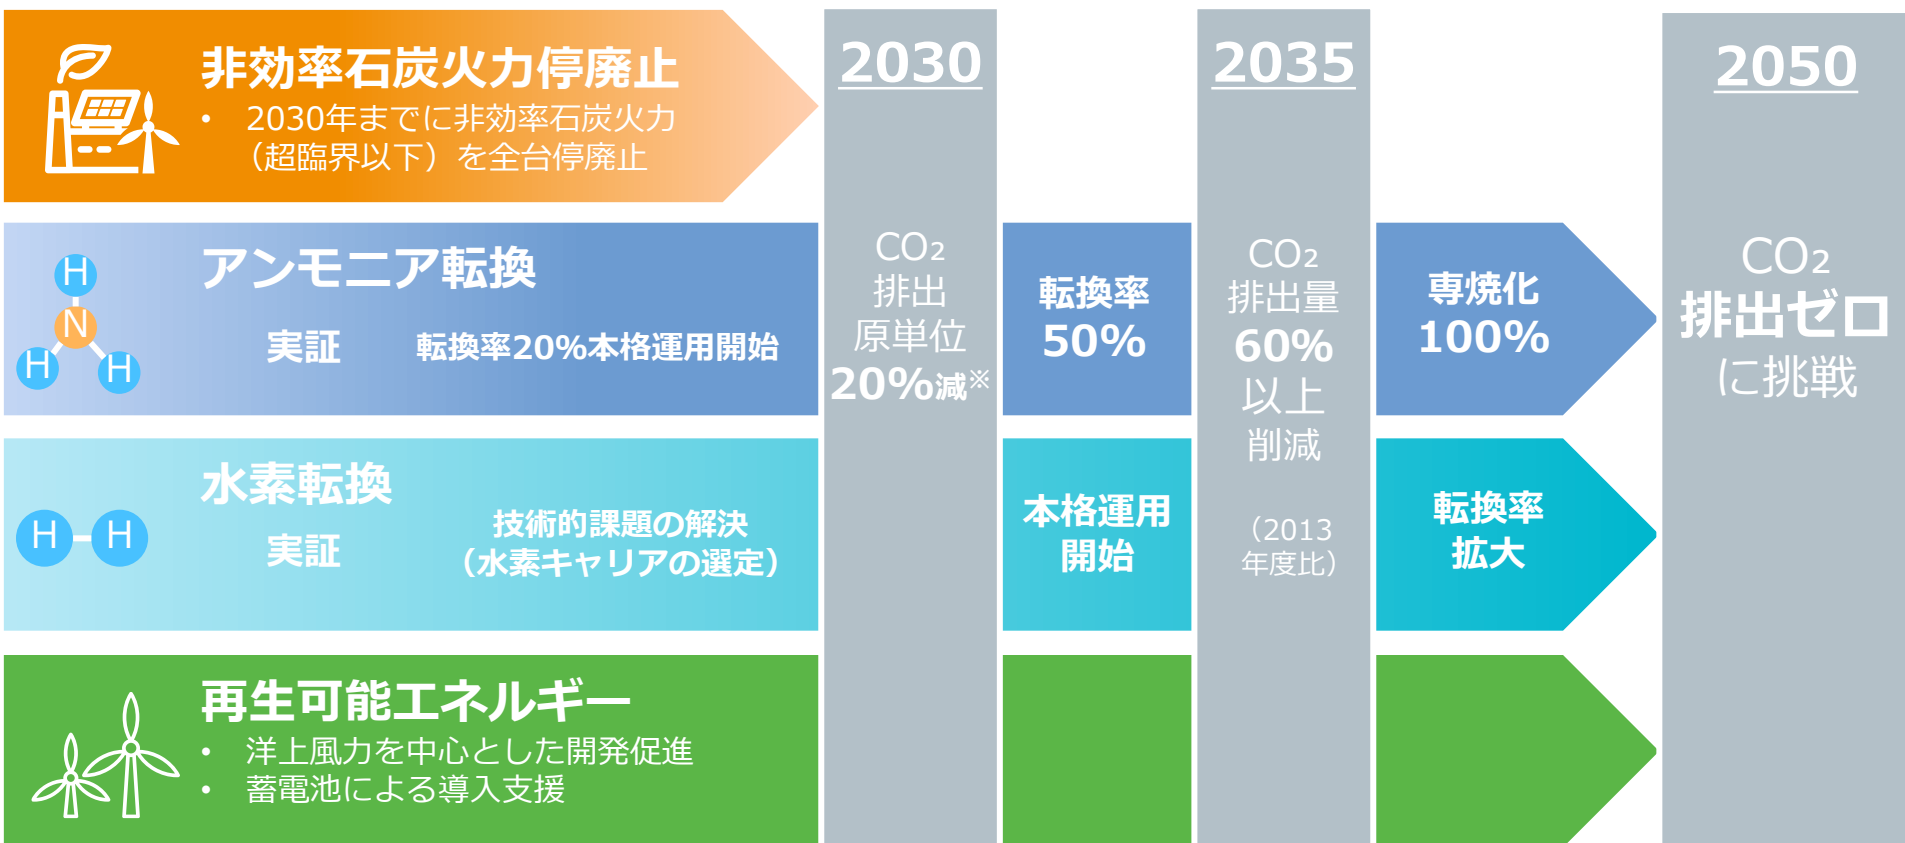 非効率石炭火力停廃止
• 2030年までに非効率石炭火力
（超臨界以下）を全台停廃止
アンモニア転換
実証
転換率20%本格運用開始
H
N
H
H
水素転換
実証
技術的課題の解決
（水素キャリアの選定）
H
H
再生可能エネルギー
• 洋上風力を中心とした開発促進
• 蓄電池による導入支援
2030
CO₂
排出
原単位
20%減※
転換率
50%
本格運用
開始
2035
CO₂
排出量
60%
以上
削減
（2013
年度比）
専焼化
100%
転換率
拡大
2050
CO₂
排出ゼロ
に挑戦